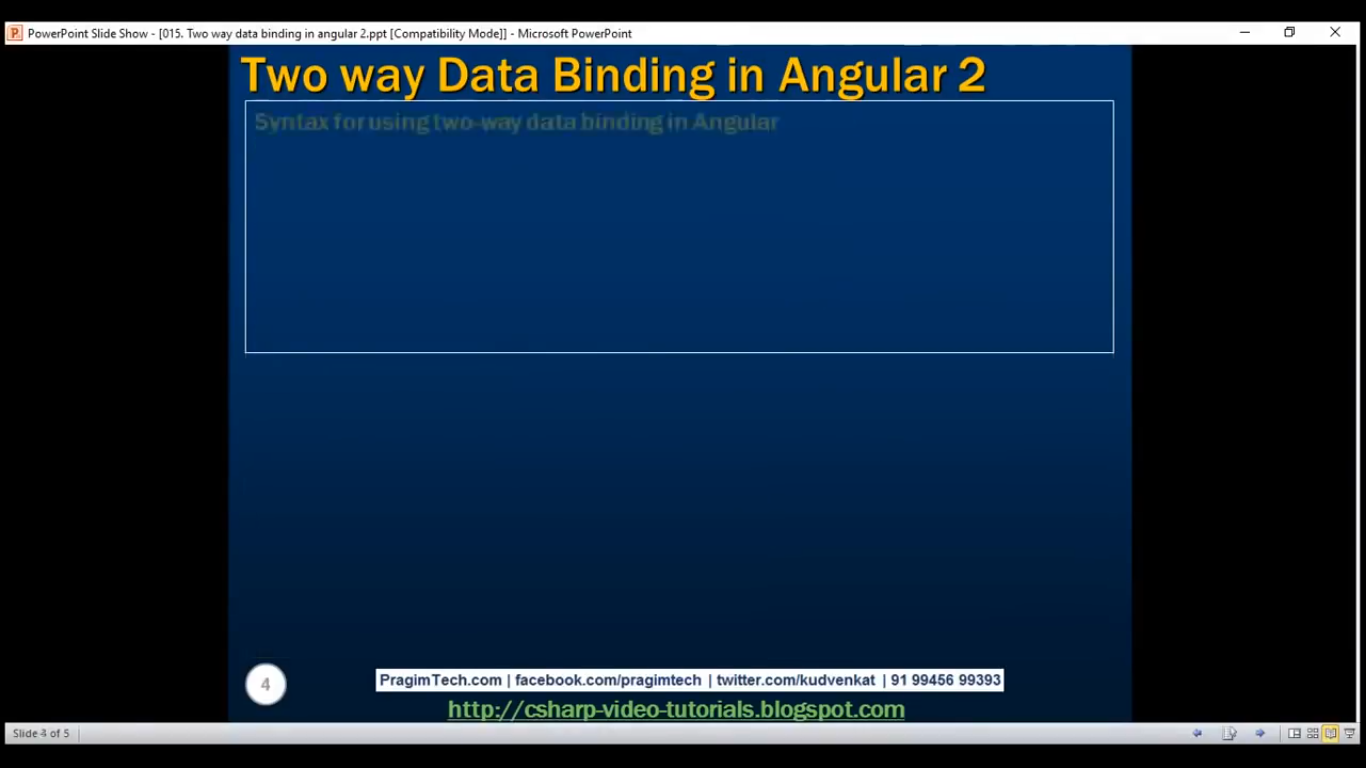 PowerPoint Slide Show - [015. Two way data binding in angular 2.ppt [Compatibility Mode]] - Microsoft PowerPoint
Two way Data Binding in Angular 2
Syntax for using two-way data binding in Angular
4
PragimTech.com | facebook.com/pragimtech | twitter.com/kudvenkat | 91 99456 99393
http://csharp-video-tutorials.blogspot.com
Slide 4 of 5